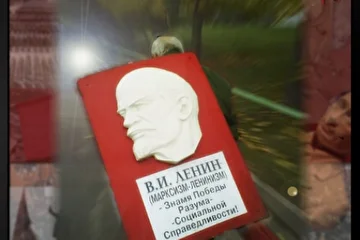 В.И. ЛЕНИН
(МАРКСИЗМ-ЛЕНИНИЗМ)
- Знамя Победы
Разума-
-Социальной
Справедливости!